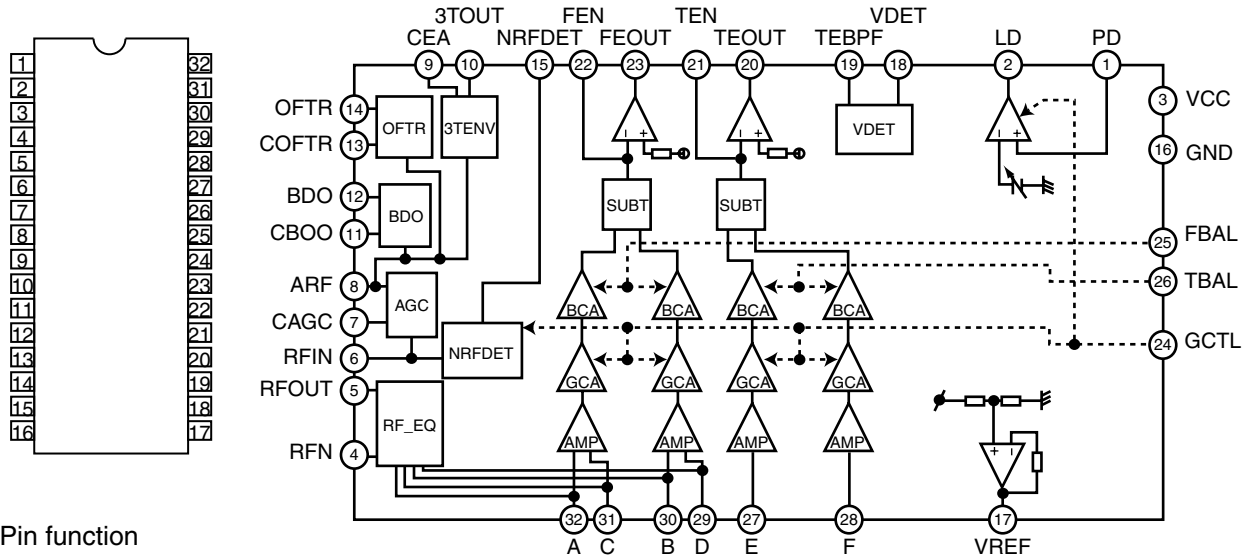 3TOUT FEN TEN VDET
CEA NRFDET FEOUT TEOUT TEBPF LD PD
9 10 15 22 23 21 20 19 18 2 1
1 32
2 31
3 30
4 29
5 28
6 27
7 26
8 25
9 24
10 23
11 22
12 21
13 20
14 19
15 18
16 17
OFTR 14
COFTR 13
OFTR
3TENV
BDO 12
CBOO 11
BDO
ARF 8
CAGC 7
AGC
RFIN 6
NRFDET
RFOUT 5
RF_EQ
RFN 4
– + – +
VDET
– +
SUBT SUBT
BCA BCA BCA BCA
GCA GCA GCA GCA
AMP AMP AMP AMP
3 VCC
16 GND
25 FBAL
26 TBAL
24 GCTL
+ –
32 31 30 29 27 28 17
A C B D E F VREF
Pin function